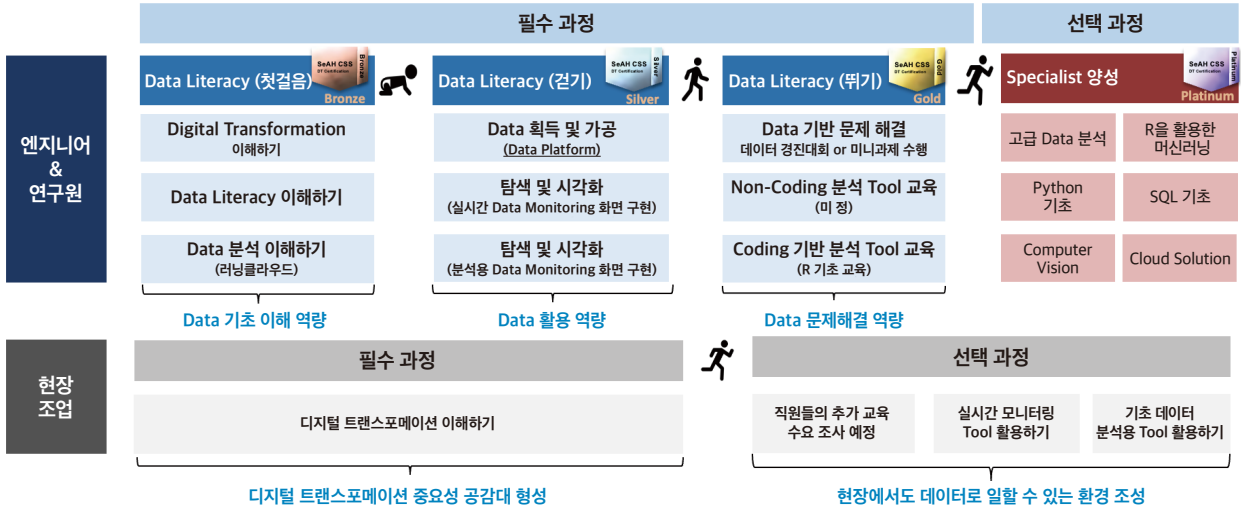 필수 과정
선택 과정
엔지니어
&
연구원
Data Literacy (첫걸음)
SeAH CSS
DT Certification
Bronze
Bronze
Data Literacy (걷기)
SeAH CSS
DT Certification
Silver
Silver
Data Literacy (뛰기)
SeAH CSS
DT Certification
Gold
Gold
Specialist 양성
SeAH CSS
DT Certification
Platinum
Platinum
Digital Transformation
이해하기
Data Literacy 이해하기
Data 분석 이해하기
(러닝클라우드)
Data 기초 이해 역량
Data 획득 및 가공
(Data Platform)
탐색 및 시각화
(실시간 Data Monitoring 화면 구현)
탐색 및 시각화
(분석용 Data Monitoring 화면 구현)
Data 활용 역량
Data 기반 문제 해결
데이터 경진대회 or 미니과제 수행
Non-Coding 분석 Tool 교육
(미 정)
Coding 기반 분석 Tool 교육
(R 기초 교육)
Data 문제해결 역량
고급 Data 분석
R을 활용한
머신러닝
Python
기초
SQL 기초
Computer
Vision
Cloud Solution
현장
조업
필수 과정
디지털 트랜스포메이션 이해하기
디지털 트랜스포메이션 중요성 공감대 형성
선택 과정
직원들의 추가 교육
수요 조사 예정
실시간 모니터링
Tool 활용하기
기초 데이터
분석용 Tool 활용하기
현장에서도 데이터로 일할 수 있는 환경 조성